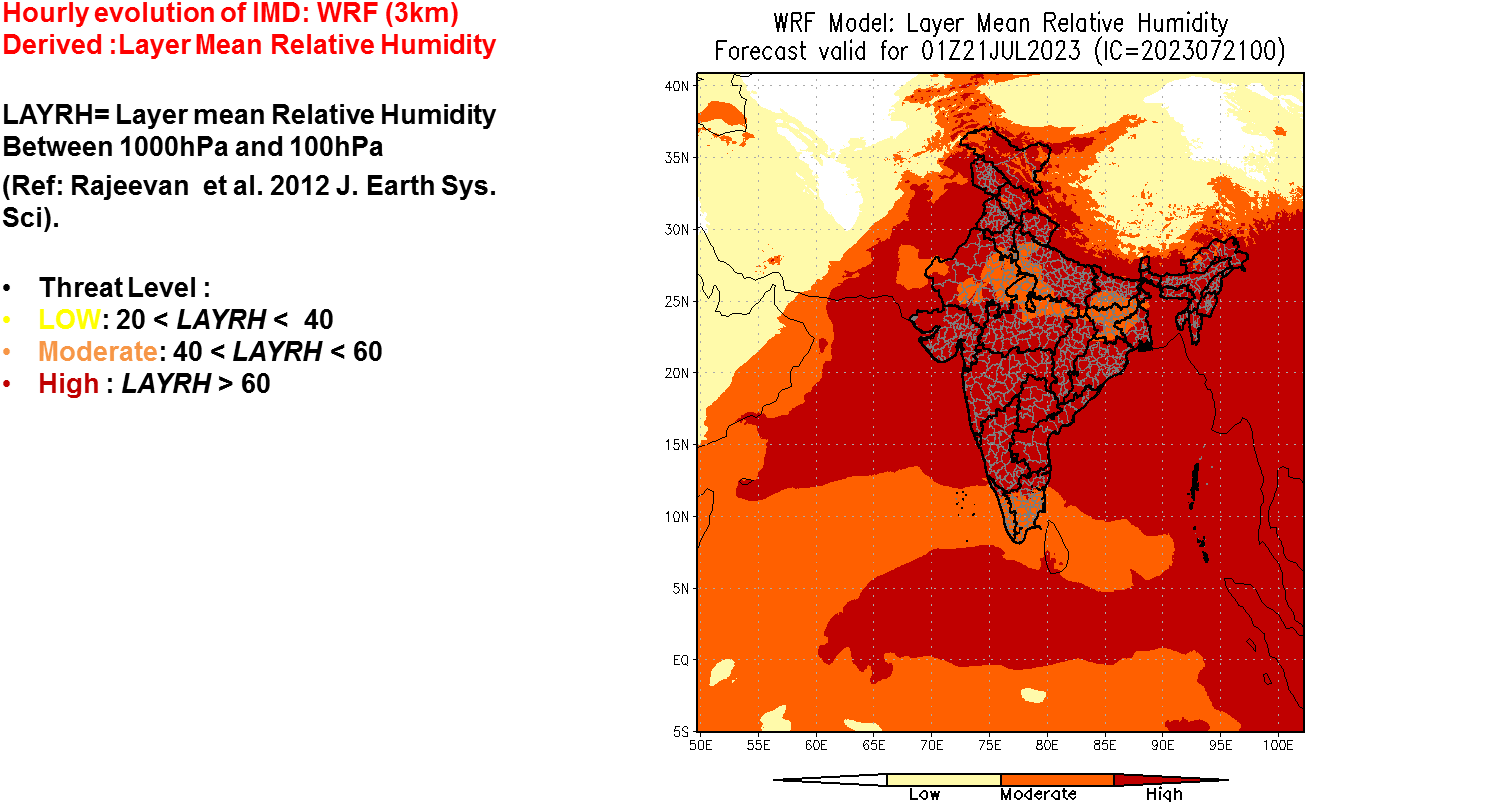 Hourly evolution of IMD: WRF (3km)
Derived :Layer Mean Relative Humidity
LAYRH= Layer mean Relative Humidity
Between 1000hPa and 100hPa
(Ref: Rajeevan et al. 2012 J. Earth Sys.
Sci).
• Threat Level :
• LOW: 20 < LAYRH < 40
• Moderate: 40 < LAYRH < 60
• High : LAYRH > 60
WRF Model: Layer Mean Relative Humidity
Forecast valid for 01Z21JUL2023 (IC=2023072100)
40N
35N
30N
25N
20N
15N
10N
5N
EQ
5S
50E 55E 60E 65E 70E 75E 80E 85E 90E 95E 100E
Low Moderate High